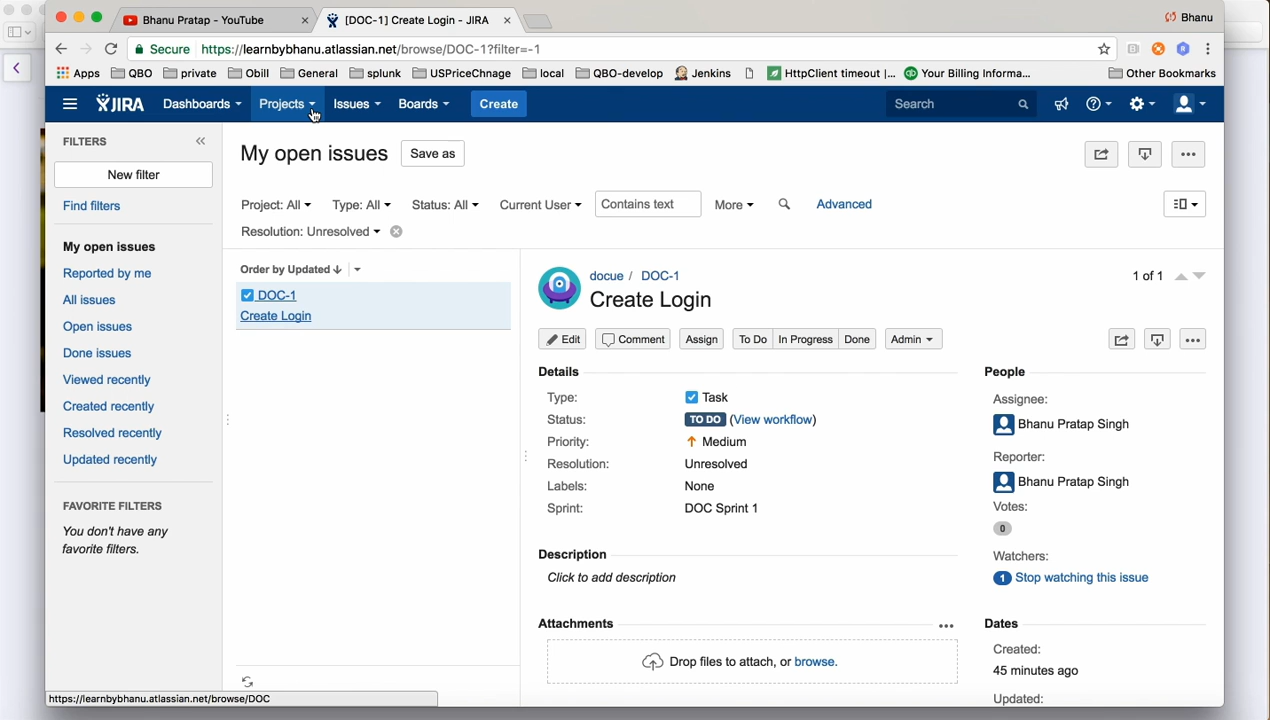 Bhanu Pratap - YouTube
[DOC-1] Create Login - JIRA
Bhanu
Secure https://learnbybhanu.atlassian.net/browse/DOC-1?filter=-1
Apps QBO private Obill General splunk USPriceChnage local QBO-develop Jenkins HttpClient timeout |... Your Billing Informa... Other Bookmarks
JIRA Dashboards Projects Issues Boards Create Search
FILTERS
New filter
Find filters
My open issues
Reported by me
All issues
Open issues
Done issues
Viewed recently
Created recently
Resolved recently
Updated recently
FAVORITE FILTERS
You don't have any
favorite filters.
My open issues Save as
Project: All Type: All Status: All Current User Contains text More Advanced
Resolution: Unresolved
Order by Updated
DOC-1
Create Login
docue / DOC-1
Create Login
1 of 1
Edit Comment Assign To Do In Progress Done Admin
Details
Type: Task
Status: TO DO (View workflow)
Priority: Medium
Resolution: Unresolved
Labels: None
Sprint: DOC Sprint 1
Description
Click to add description
Attachments
Drop files to attach, or browse.
People
Assignee:
Bhanu Pratap Singh
Reporter:
Bhanu Pratap Singh
Votes:
0
Watchers:
1 Stop watching this issue
Dates
Created:
45 minutes ago
Updated:
https://learnbybhanu.atlassian.net/browse/DOC